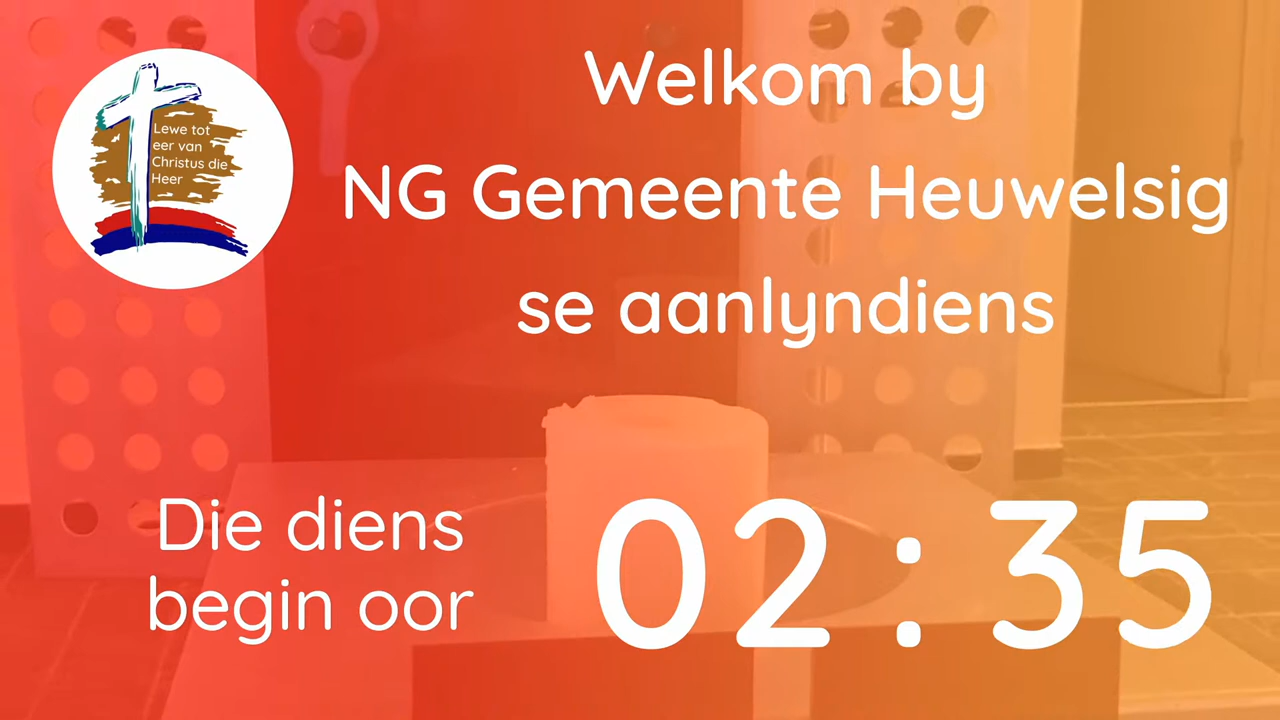 Lewe tot
eer van
Christus die
Heer
Welkom by
NG Gemeente Heuwelsig
se aanlyndiens
Die diens
begin oor
02:35